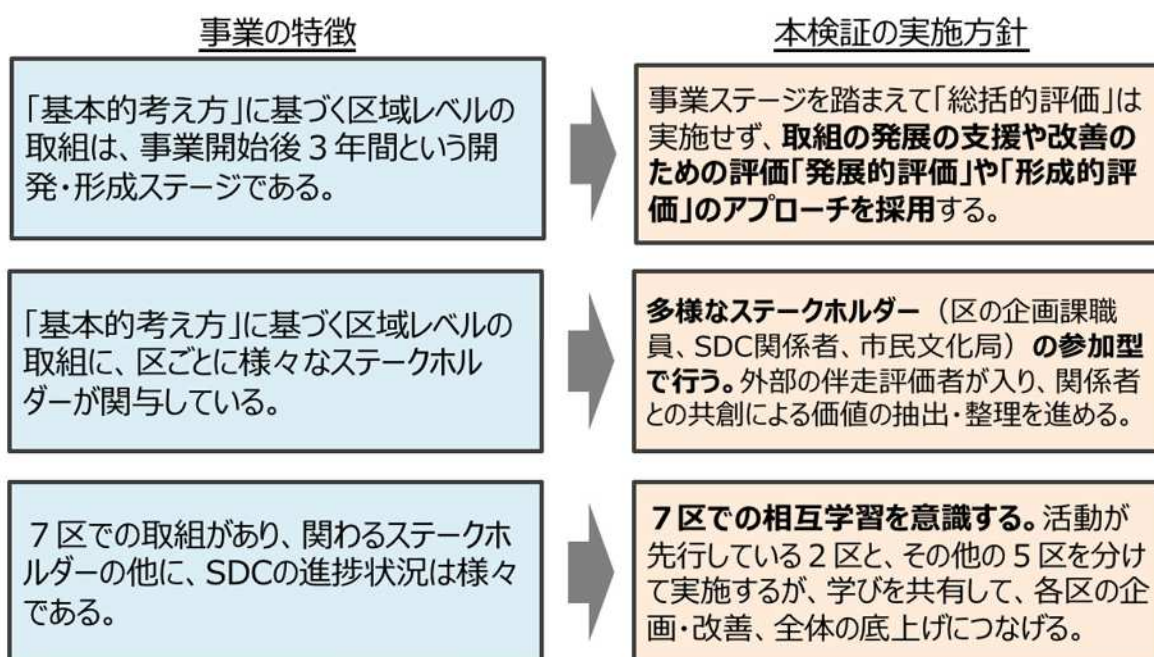 事業の特徴
本検証の実施方針
「基本的考え方」に基づく区域レベルの
取組は、事業開始後３年間という開
発・形成ステージである。
事業ステージを踏まえて「総括的評価」は
実施せず、取組の発展の支援や改善の
ための評価「発展的評価」や「形成的評
価」のアプローチを採用する。
「基本的考え方」に基づく区域レベルの
取組に、区ごとに様々なステークホル
ダーが関与している。
多様なステークホルダー（区の企画課職
員、SDC関係者、市民文化局）の参加型
で行う。外部の伴走評価者が入り、関係者
との共創による価値の抽出・整理を進める。
７区での取組があり、関わるステークホ
ルダーの他に、SDCの進捗状況は様々
である。
７区での相互学習を意識する。活動が
先行している２区と、その他の５区を分け
て実施するが、学びを共有して、各区の企
画・改善、全体の底上げにつなげる。